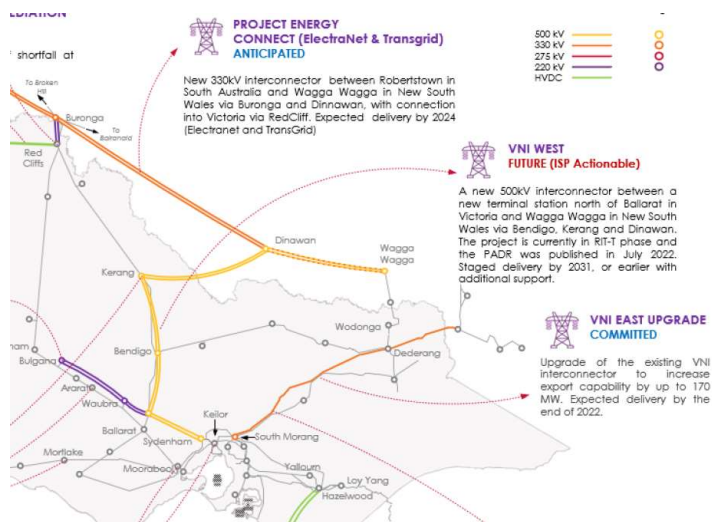 EDIATION
shortfall at
PROJECT ENERGY
CONNECT (ElectraNet & Transgrid)
ANTICIPATED
New 330kV interconnector between Robertstown in
South Australia and Wagga Wagga in New South
Wales via Buronga and Dinnawan, with connection
into Victoria via RedCliff. Expected delivery by 2024
(Electranet and TransGrid)
500 kV
330 kV
275 kV
220 kV
HVDC
VNI WEST
FUTURE (ISP Actionable)
A new 500kV interconnector between a
new terminal station north of Ballarat in
Victoria and Wagga Wagga in New South
Wales via Bendigo, Kerang and Dinawan.
The project is currently in RIT-T phase and
the PADR was published in July 2022.
Staged delivery by 2031, or earlier with
additional support.
VNI EAST UPGRADE
COMMITTED
Upgrade of the existing VNI
interconnector to increase
export capability by up to 170
MW. Expected delivery by the
end of 2022.
To Broken
Hill
Buronga
To
Balranald
Red
Cliffs
Dinawan
Wagga
Wagga
Kerang
Wodonga
Dederang
Bendigo
ham
Bulgana
Ararat
Waubra
Ballarat
Sydenham
Keilor
South Morang
Mortlake
Moorabool
Yallourn
Loy Yang
Hazelwood